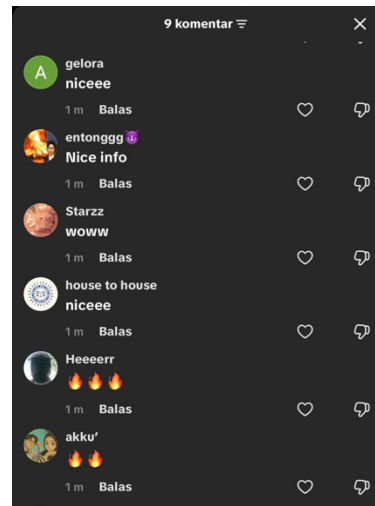 9 komentar
A
gelora
niceee
1 m Balas
entonggg😈
Nice info
1 m Balas
Starzz
woww
1 m Balas
house to house
niceee
1 m Balas
Heeeerr
🔥🔥🔥
1 m Balas
akku'
🔥🔥
1 m Balas